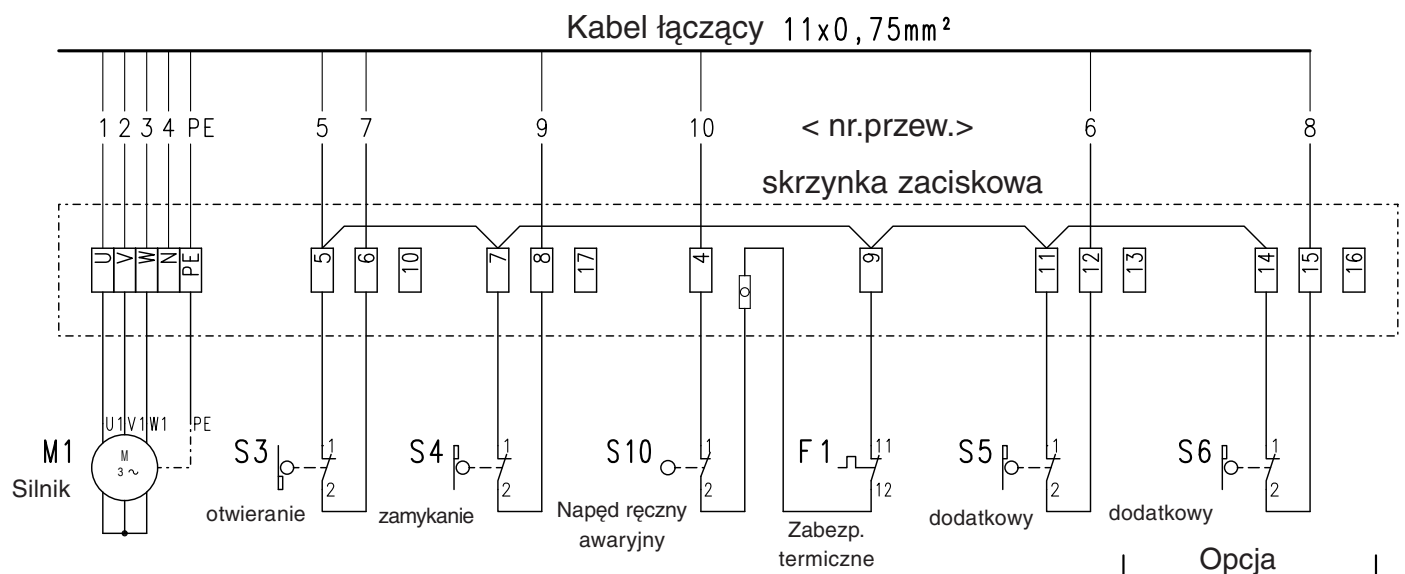 Kabel łączący 11x0,75mm²
1 2 3 4 PE 5 7 9 10 < nr.przew.> 6 8
skrzynka zaciskowa
U V W N PE 5 6 10 7 8 17 4 9 11 12 13 14 15 16
U1 V1 W1 PE
M1 M 3 ~ S3 1 2 S4 1 2 S10 1 2 F1 11 12 S5 1 2 S6 1 2
Silnik
otwieranie
zamykanie
Napęd ręczny
awaryjny
Zabezp.
termiczne
dodatkowy
dodatkowy
Opcja